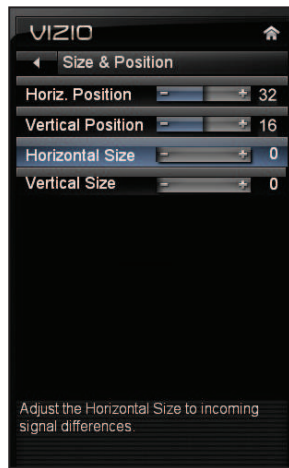 VIZIO
Size & Position
Horiz. Position - + 32
Vertical Position - + 16
Horizontal Size - + 0
Vertical Size - + 0
Adjust the Horizontal Size to incoming
signal differences.